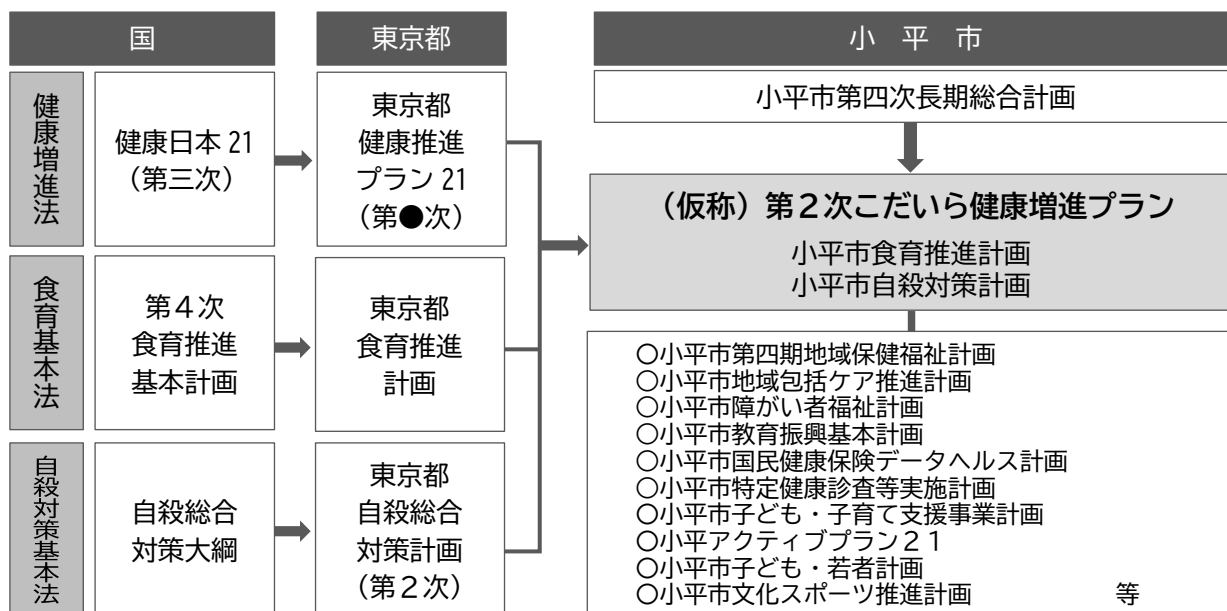 国
東京都
小　平　市
健康増進法
健康日本 21
（第三次）
東京都
健康推進
プラン 21
（第●次）
食育基本法
第４次
食育推進
基本計画
東京都
食育推進
計画
自殺対策基本法
自殺総合
対策大綱
東京都
自殺総合
対策計画
（第２次）
小平市第四次長期総合計画
（仮称）第２次こだいら健康増進プラン
小平市食育推進計画
小平市自殺対策計画
〇小平市第四期地域保健福祉計画
〇小平市地域包括ケア推進計画
〇小平市障がい者福祉計画
〇小平市教育振興基本計画
〇小平市国民健康保険データヘルス計画
〇小平市特定健康診査等実施計画
〇小平市子ども・子育て支援事業計画
〇小平アクティブプラン２１
〇小平市子ども・若者計画
〇小平市文化スポーツ推進計画　　　　　等